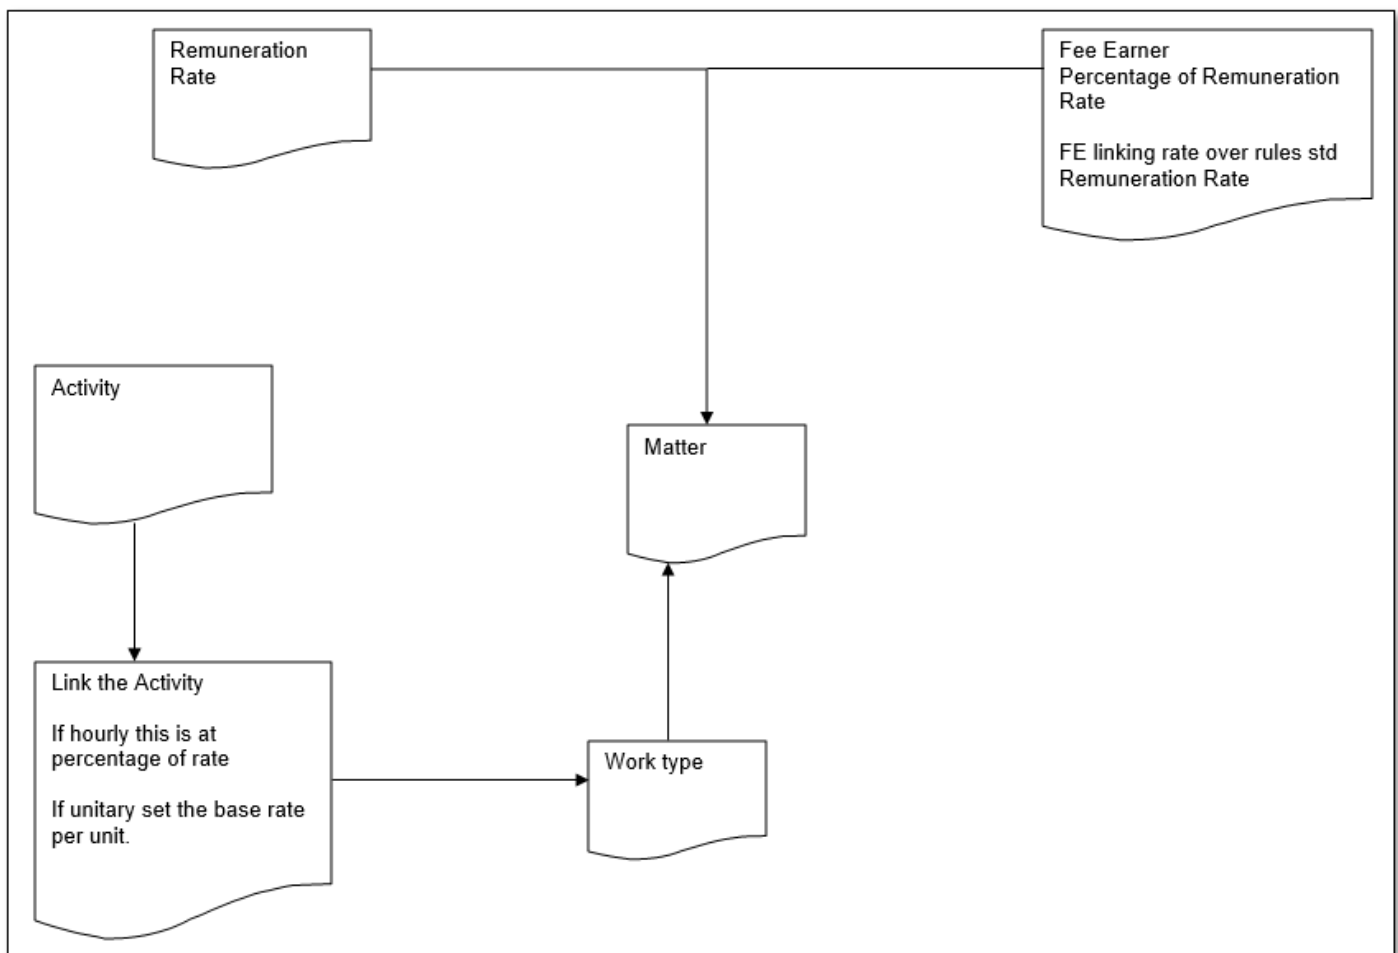 Remuneration
Rate
Fee Earner
Percentage of Remuneration
Rate
FE linking rate over rules std
Remuneration Rate
Activity
Matter
Link the Activity
If hourly this is at
percentage of rate
If unitary set the base rate
per unit.
Work type